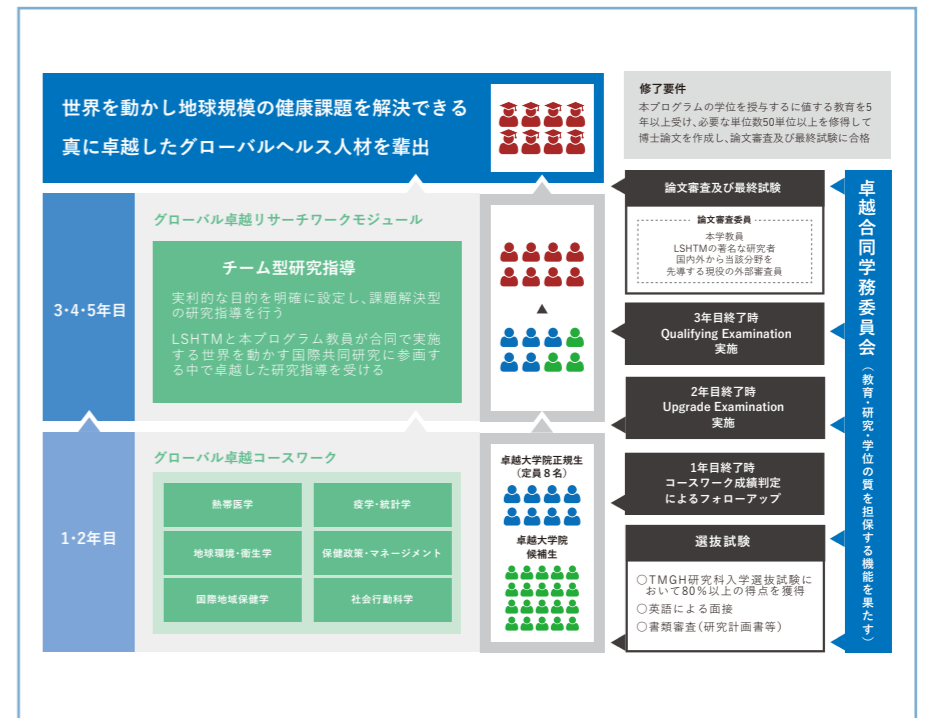 世界を動かし地球規模の健康課題を解決できる
真に卓越したグローバルヘルス人材を輩出
修了要件
本プログラムの学位を授与するに値する教育を5
年以上受け、必要な単位数50単位以上を修得して
博士論文を作成し、論文審査及び最終試験に合格
3・4・5年目
グローバル卓越リサーチワークモジュール
チーム型研究指導
実利的な目的を明確に設定し、課題解決型
の研究指導を行う
LSHTMと本プログラム教員が合同で実施
する世界を動かす国際共同研究に参画す
る中で卓越した研究指導を受ける
1・2年目
グローバル卓越コースワーク
熱帯医学
疫学・統計学
地球環境・衛生学
保健政策・マネージメント
国際地域保健学
社会行動科学
卓越大学院正規生
（定員８名）
卓越大学院
候補生
論文審査及び最終試験
論文審査委員
本学教員
LSHTMの著名な研究者
国内外から当該分野を
先導する現役の外部審査員
3年目終了時
Qualifying Examination
実施
2年目終了時
Upgrade Examination
実施
1年目終了時
コースワーク成績判定
によるフォローアップ
選抜試験
○TMGH研究科入学選抜試験に
おいて80％以上の得点を獲得
○英語による面接
○書類審査（研究計画書等）
卓越合同学務委員会（教育・研究・学位の質を担保する機能を果たす）